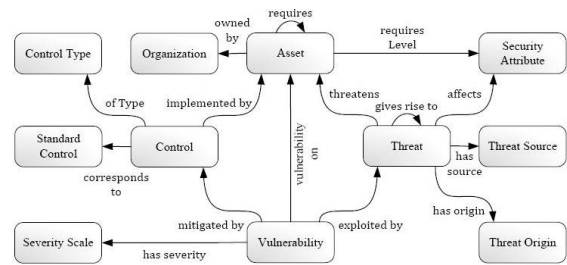 requires
owned
by
requires
Level
Control Type
Organization
Asset
Security
Attribute
of Type
implemented by
threatens
gives rise to
affects
vulnerability
on
Standard
Control
Control
Threat
has
source
Threat Source
corresponds
to
mitigated by
exploited by
has origin
Severity Scale
has severity
Vulnerability
Threat Origin